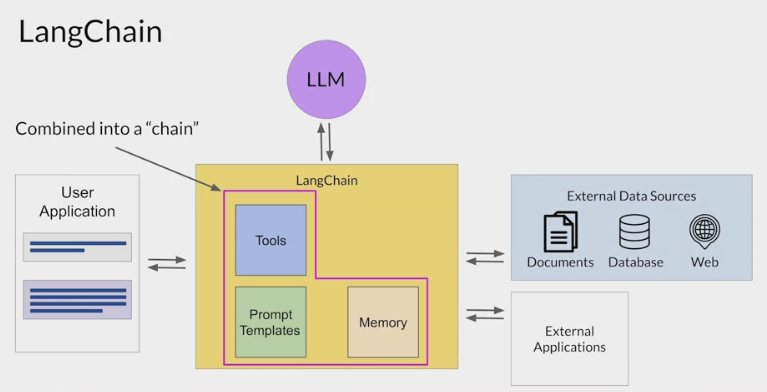 LangChain
LLM
Combined into a “chain”
User
Application
LangChain
Tools
Prompt
Templates
Memory
External Data Sources
Documents
Database
Web
External
Applications